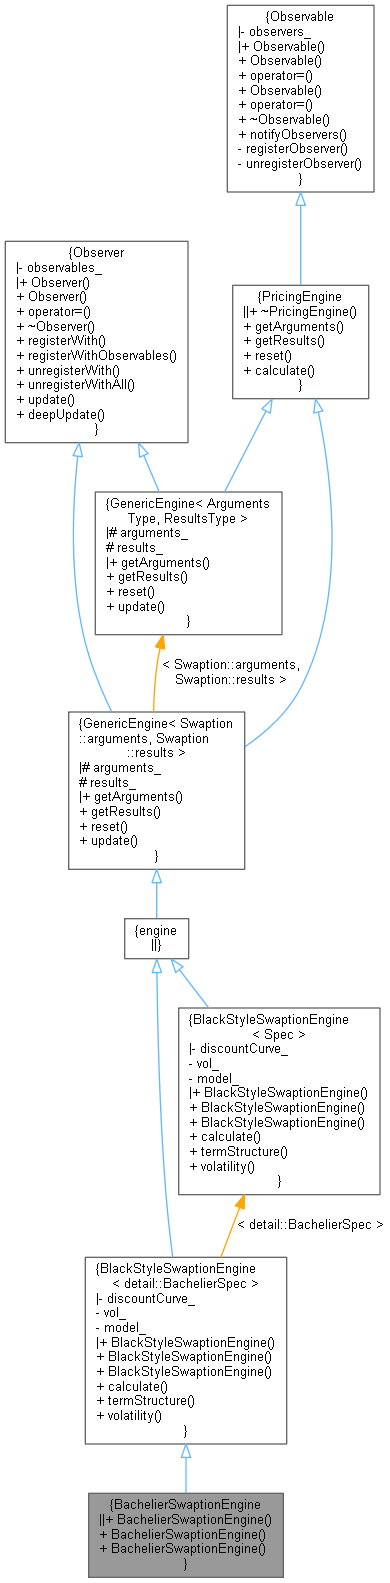 {Observable
|- observers_
|+ Observable()
+ Observable()
+ operator=()
+ Observable()
+ operator=()
+ ~Observable()
+ notifyObservers()
- registerObserver()
- unregisterObserver()
}
{Observer
|- observables_
|+ Observer()
+ Observer()
+ operator=()
+ ~Observer()
+ registerWith()
+ registerWithObservables()
+ unregisterWith()
+ unregisterWithAll()
+ update()
+ deepUpdate()
}
{PricingEngine
||+ ~PricingEngine()
+ getArguments()
+ getResults()
+ reset()
+ calculate()
}
{GenericEngine< Arguments
Type, ResultsType >
|# arguments_
# results_
|+ getArguments()
+ getResults()
+ reset()
+ update()
}
< Swaption::arguments,
Swaption::results >
{GenericEngine< Swaption
::arguments, Swaption
::results >
|# arguments_
# results_
|+ getArguments()
+ getResults()
+ reset()
+ update()
}
{engine
||}
{BlackStyleSwaptionEngine
< Spec >
|- discountCurve_
- vol_
- model_
|+ BlackStyleSwaptionEngine()
+ BlackStyleSwaptionEngine()
+ BlackStyleSwaptionEngine()
+ calculate()
+ termStructure()
+ volatility()
}
< detail::BachelierSpec >
{BlackStyleSwaptionEngine
< detail::BachelierSpec >
|- discountCurve_
- vol_
- model_
|+ BlackStyleSwaptionEngine()
+ BlackStyleSwaptionEngine()
+ BlackStyleSwaptionEngine()
+ calculate()
+ termStructure()
+ volatility()
}
{BachelierSwaptionEngine
||+ BachelierSwaptionEngine()
+ BachelierSwaptionEngine()
+ BachelierSwaptionEngine()
}